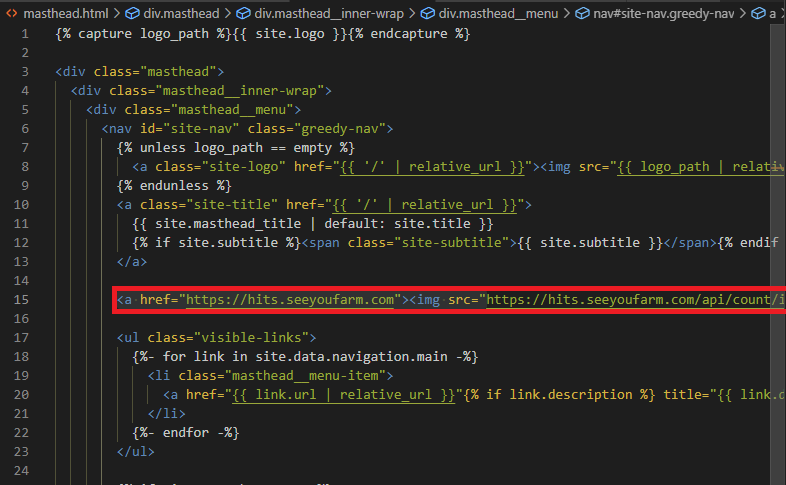 masthead.html > div.masthead > div.masthead__inner-wrap > div.masthead__menu > nav#site-nav.greedy-nav > a >
1 {% capture logo_path %}{{ site.logo }}{% endcapture %}
2
3 <div class="masthead">
4 <div class="masthead__inner-wrap">
5 <div class="masthead__menu">
6 <nav id="site-nav" class="greedy-nav">
7 {% unless logo_path == empty %}
8 <a class="site-logo" href="{{ '/' | relative_url }}"><img src="{{ logo_path | relativ
9 {% endunless %}
10 <a class="site-title" href="{{ '/' | relative_url }}">
11 {{ site.masthead_title | default: site.title }}
12 {% if site.subtitle %}<span class="site-subtitle">{{ site.subtitle }}</span>{% endif
13 </a>
14
15 <a href="https://hits.seeyoufarm.com"><img src="https://hits.seeyoufarm.com/api/count/i
16
17 <ul class="visible-links">
18 {%- for link in site.data.navigation.main -%}
19 <li class="masthead__menu-item">
20 <a href="{{ link.url | relative_url }}"{% if link.description %} title="{{ link.d
21 </li>
22 {%- endfor -%}
23 </ul>
24